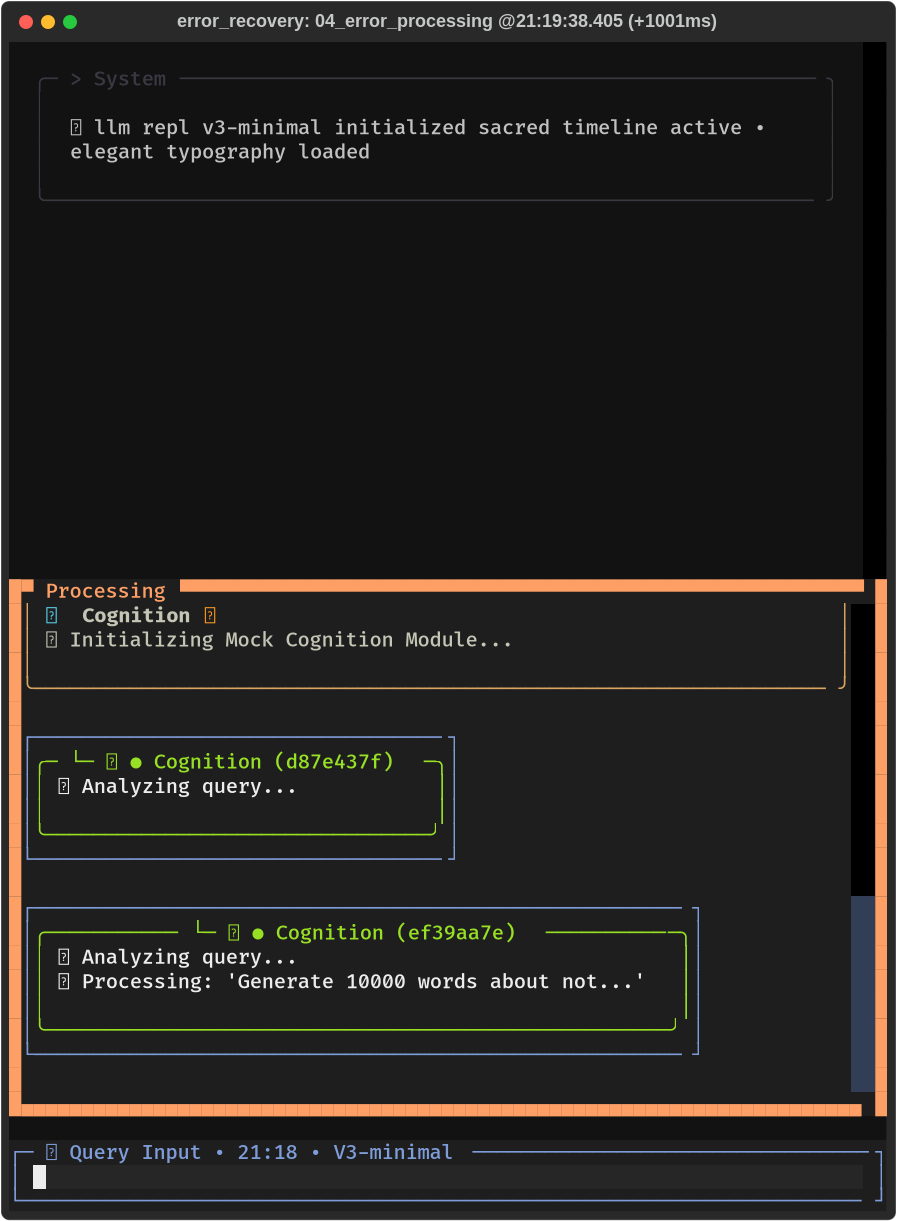 error_recovery: 04_error_processing @21:19:38.405 (+1001ms)
> System
llm repl v3-minimal initialized sacred timeline active •
elegant typography loaded
Processing
Cognition
Initializing Mock Cognition Module...
└─ ● Cognition (d87e437f)
Analyzing query...
└─ ● Cognition (ef39aa7e)
Analyzing query...
Processing: 'Generate 10000 words about not...'
Query Input • 21:18 • V3-minimal